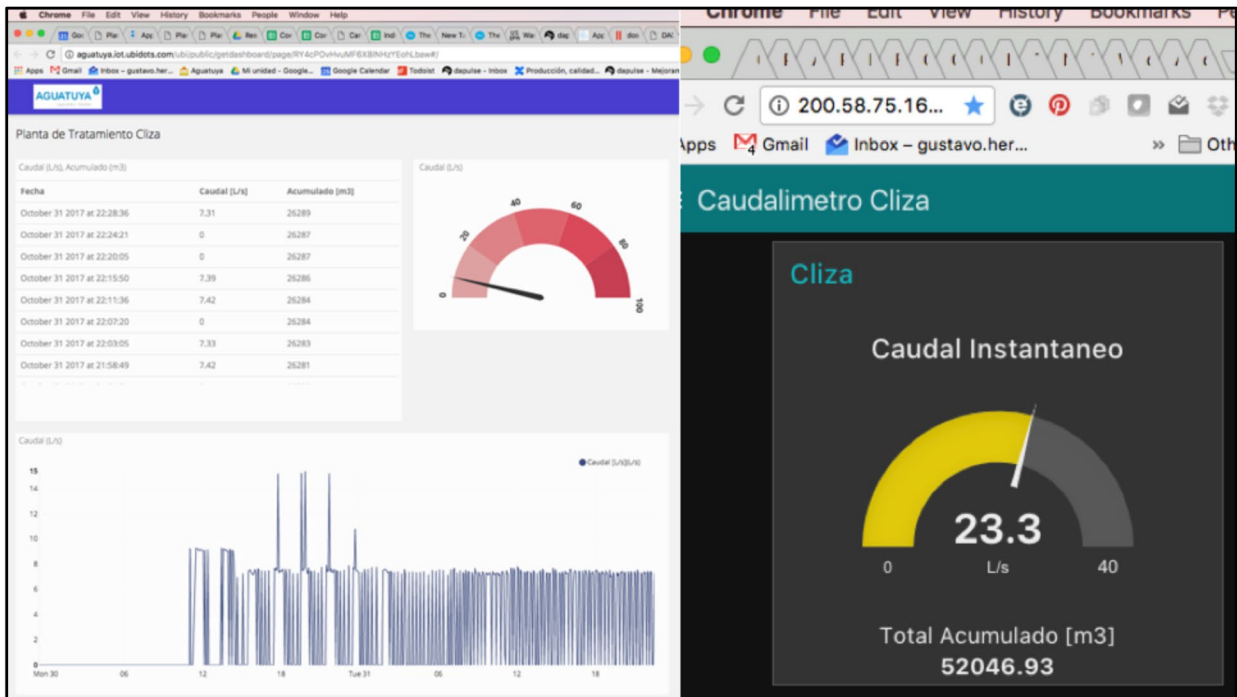 Chrome File Edit View History Bookmarks People Window Help
aguatuya.iot.ubidots.com/ubi/public/getdashboard/page/
Apps Gmail Inbox – gustavo.her... Aguatuya Mi unidad - Google... Google Calendar Todoist dapulse - Inbox Producción, calidad... dapulse - Mejoram
AGUATUYA
Planta de Tratamiento Cliza
Caudal (L/s), Acumulado (m3)
Fecha Caudal [L/s] Acumulado [m3]
October 31 2017 at 22:28:36 7.31 26289
October 31 2017 at 22:24:21 0 26287
October 31 2017 at 22:20:05 0 26287
October 31 2017 at 22:15:50 7.39 26286
October 31 2017 at 22:11:36 7.42 26284
October 31 2017 at 22:07:20 0 26284
October 31 2017 at 22:03:05 7.33 26283
October 31 2017 at 21:58:49 7.42 26281
Caudal (L/s)
0 20 40 60 80 100
Caudal (L/s)
Caudal [L/s](L/s)
15
14
12
10
8
6
4
2
0
Mon 30 06 12 18 Tue 31 06 12 18
Chrome File Edit View History Bookmarks Pe
200.58.75.16...
Apps Gmail Inbox – gustavo.her... » Oth
Caudalimetro Cliza
Cliza
Caudal Instantaneo
23.3
0 L/s 40
Total Acumulado [m3]
52046.93